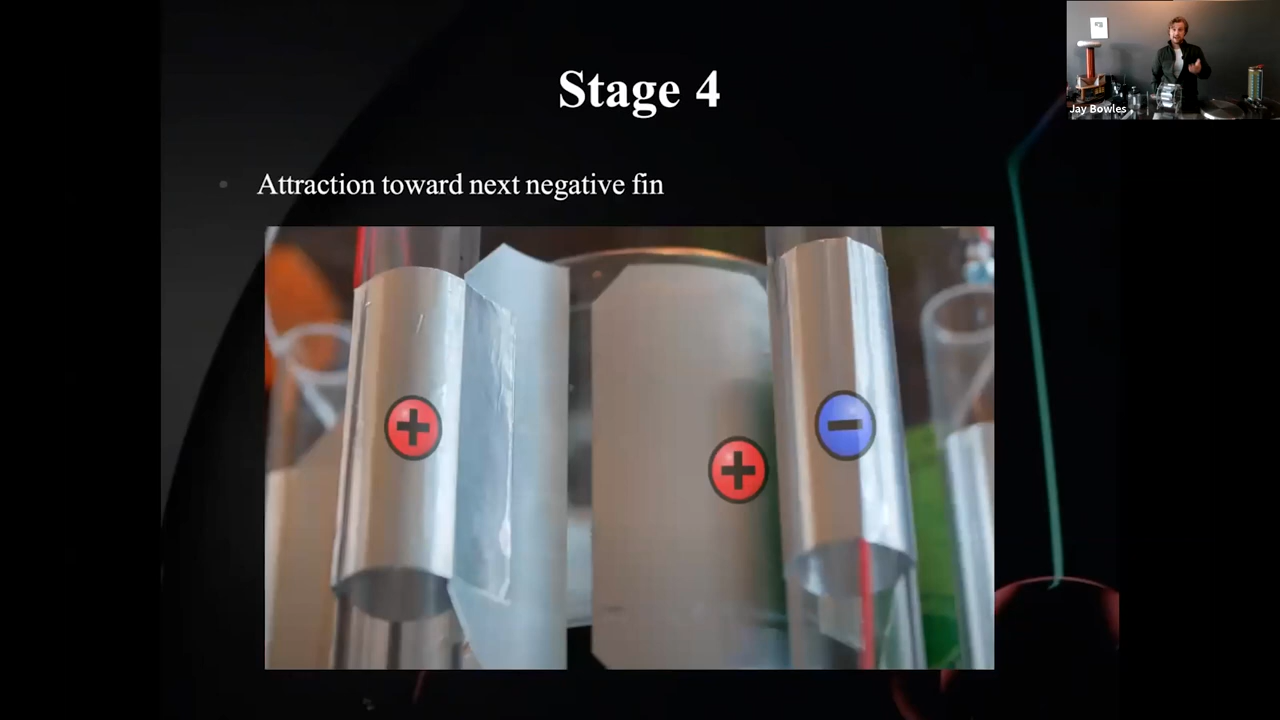 Stage 4
Jay Bowles
• Attraction toward next negative fin
+
+
-